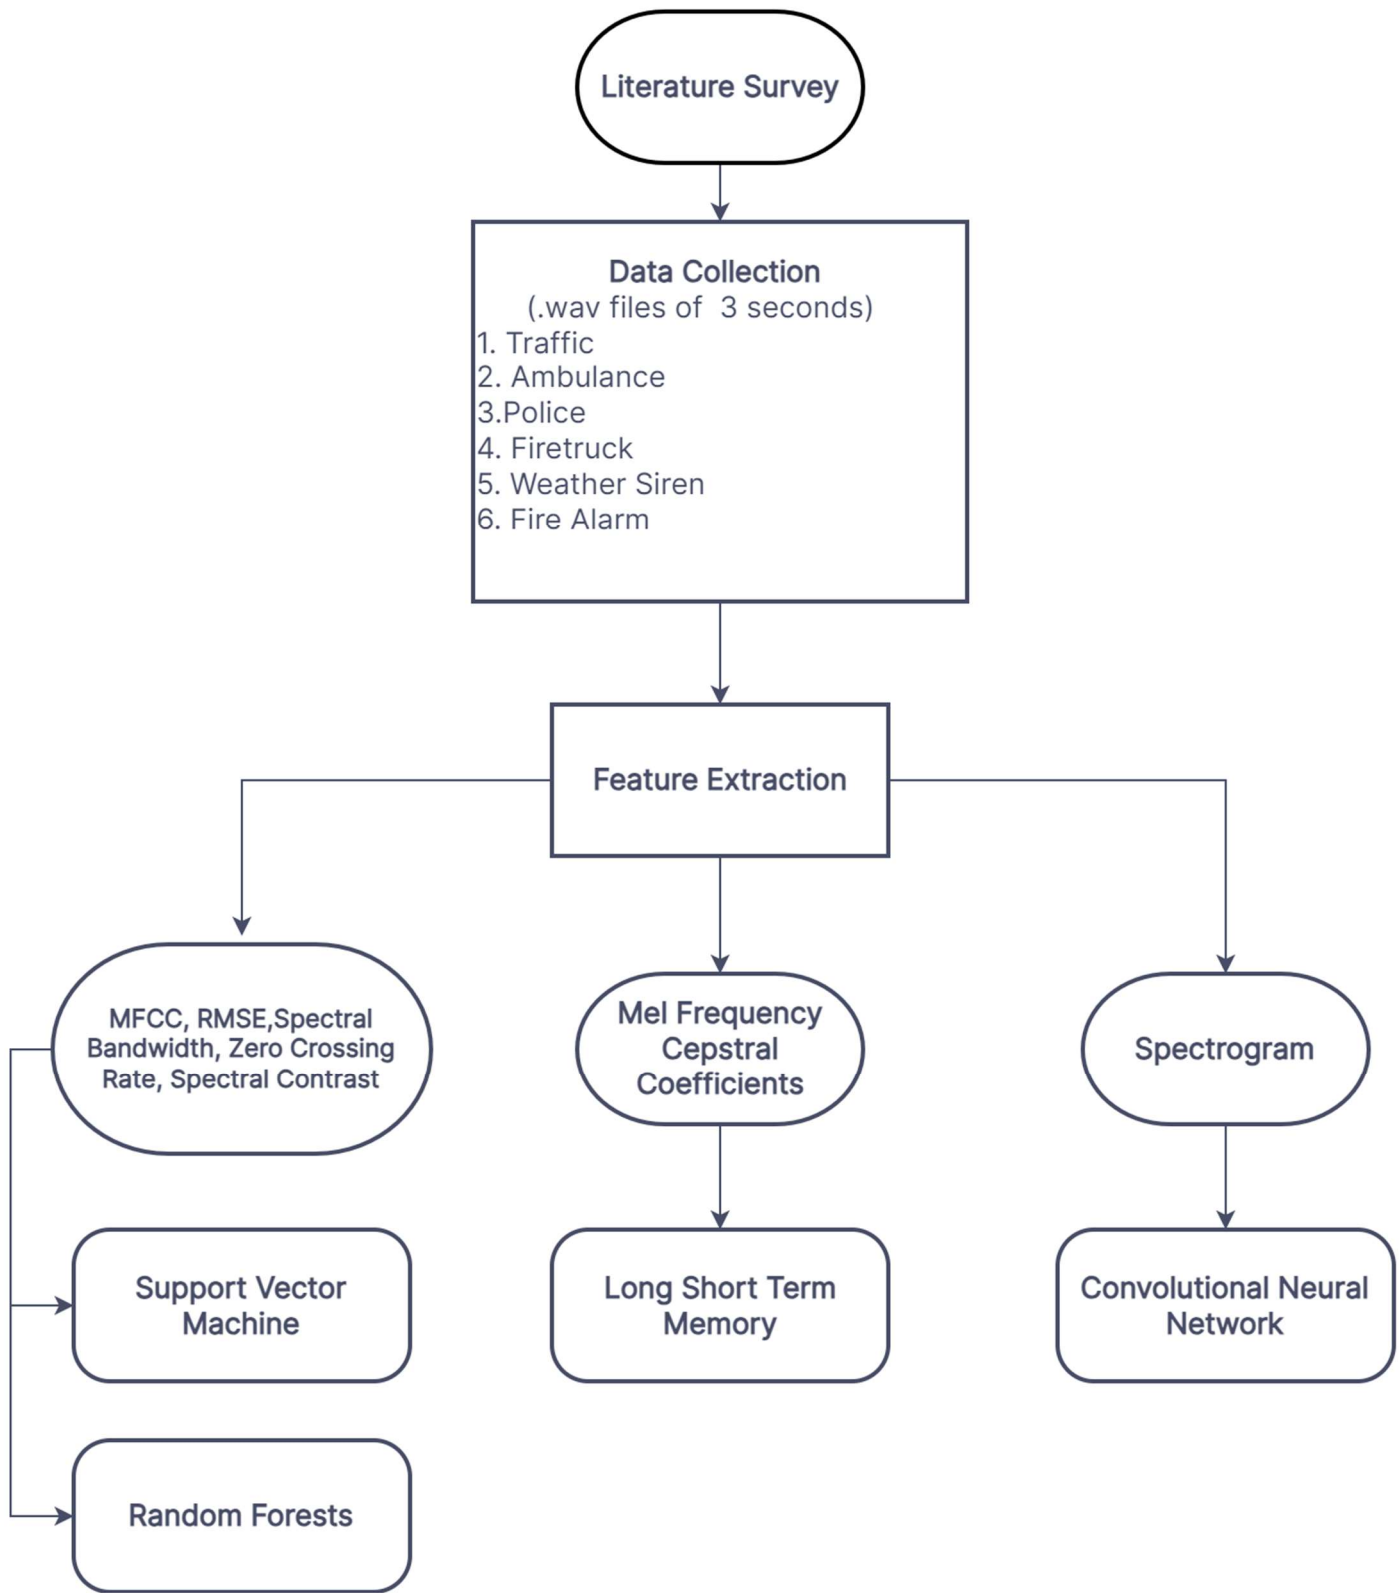 Literature Survey
Data Collection
(.wav files of  3 seconds)
1. Traffic
2. Ambulance
3.Police
4. Firetruck
5. Weather Siren
6. Fire Alarm
Feature Extraction
MFCC, RMSE,Spectral
Bandwidth, Zero Crossing
Rate, Spectral Contrast
Mel Frequency
Cepstral
Coefficients
Spectrogram
Support Vector
Machine
Long Short Term
Memory
Convolutional Neural
Network
Random Forests